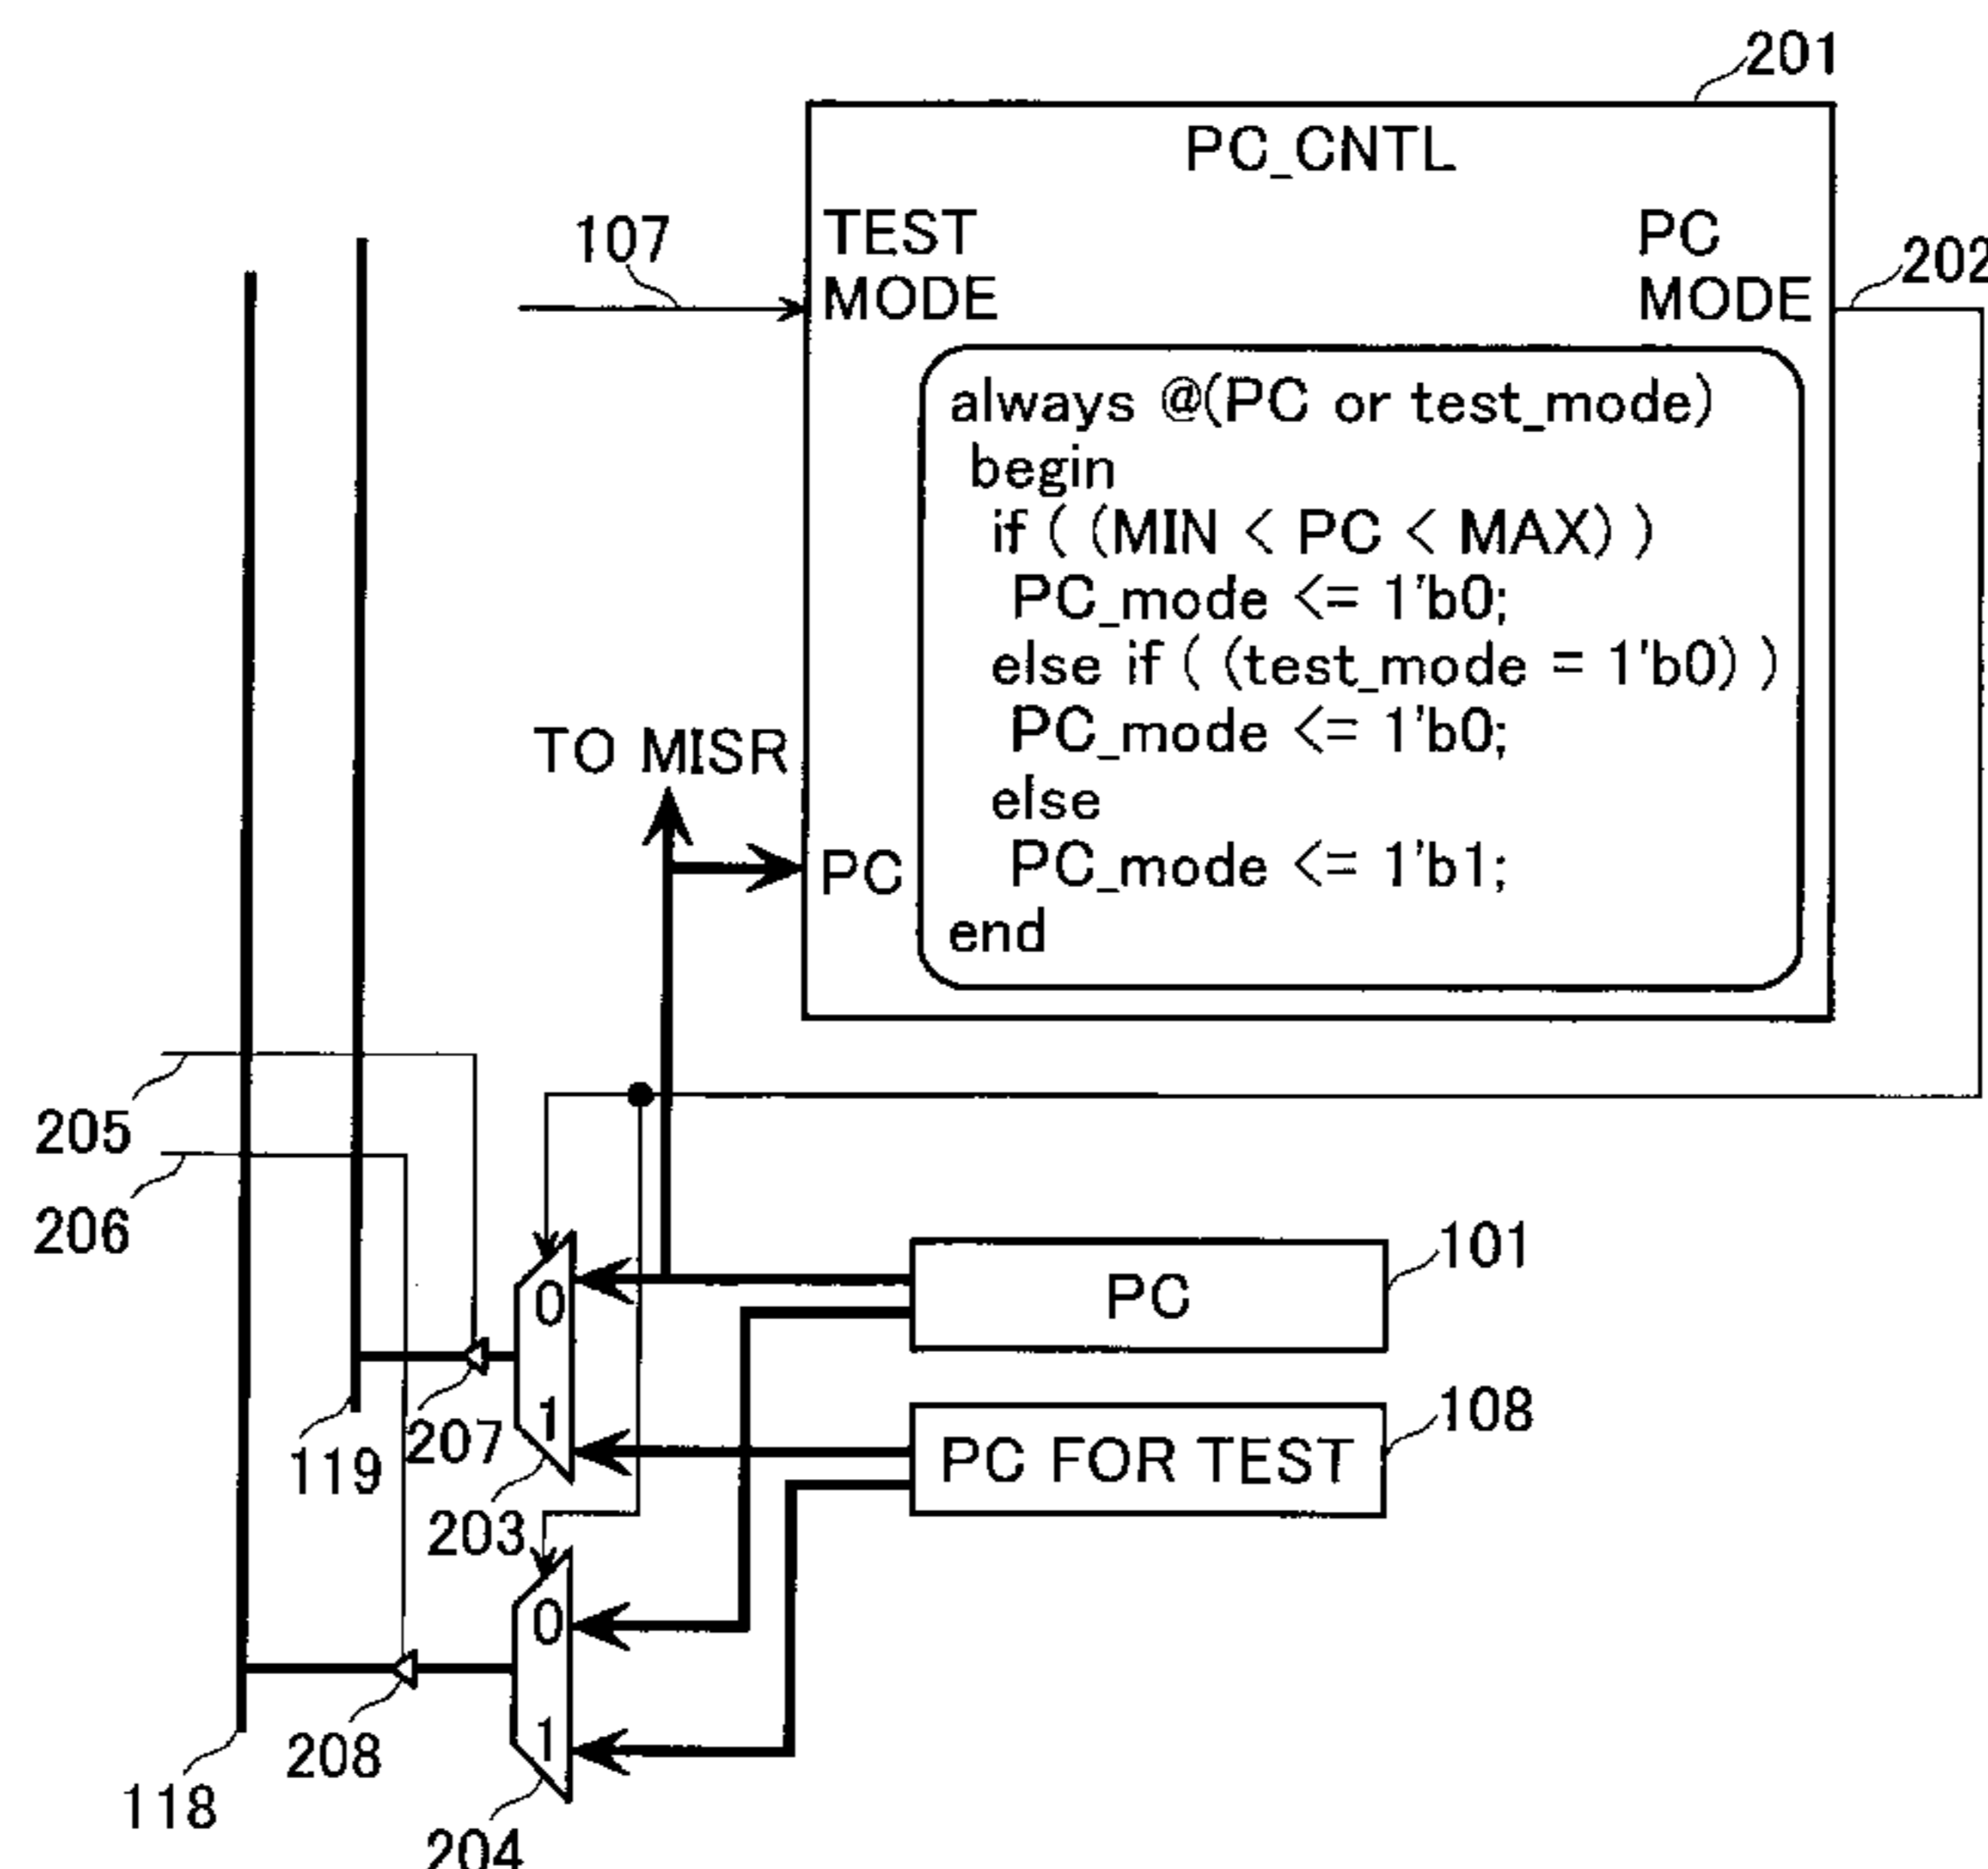 201
PC_CNTL
107
TEST
MODE
PC
MODE
202
always @(PC or test_mode)
begin
if ( (MIN < PC < MAX) )
PC_mode <= 1'b0;
else if ( (test_mode = 1'b0) )
PC_mode <= 1'b0;
else
PC_mode <= 1'b1;
end
TO MISR
PC
205
206
0
1
PC
101
PC FOR TEST
108
119
207
203
0
1
208
118
204